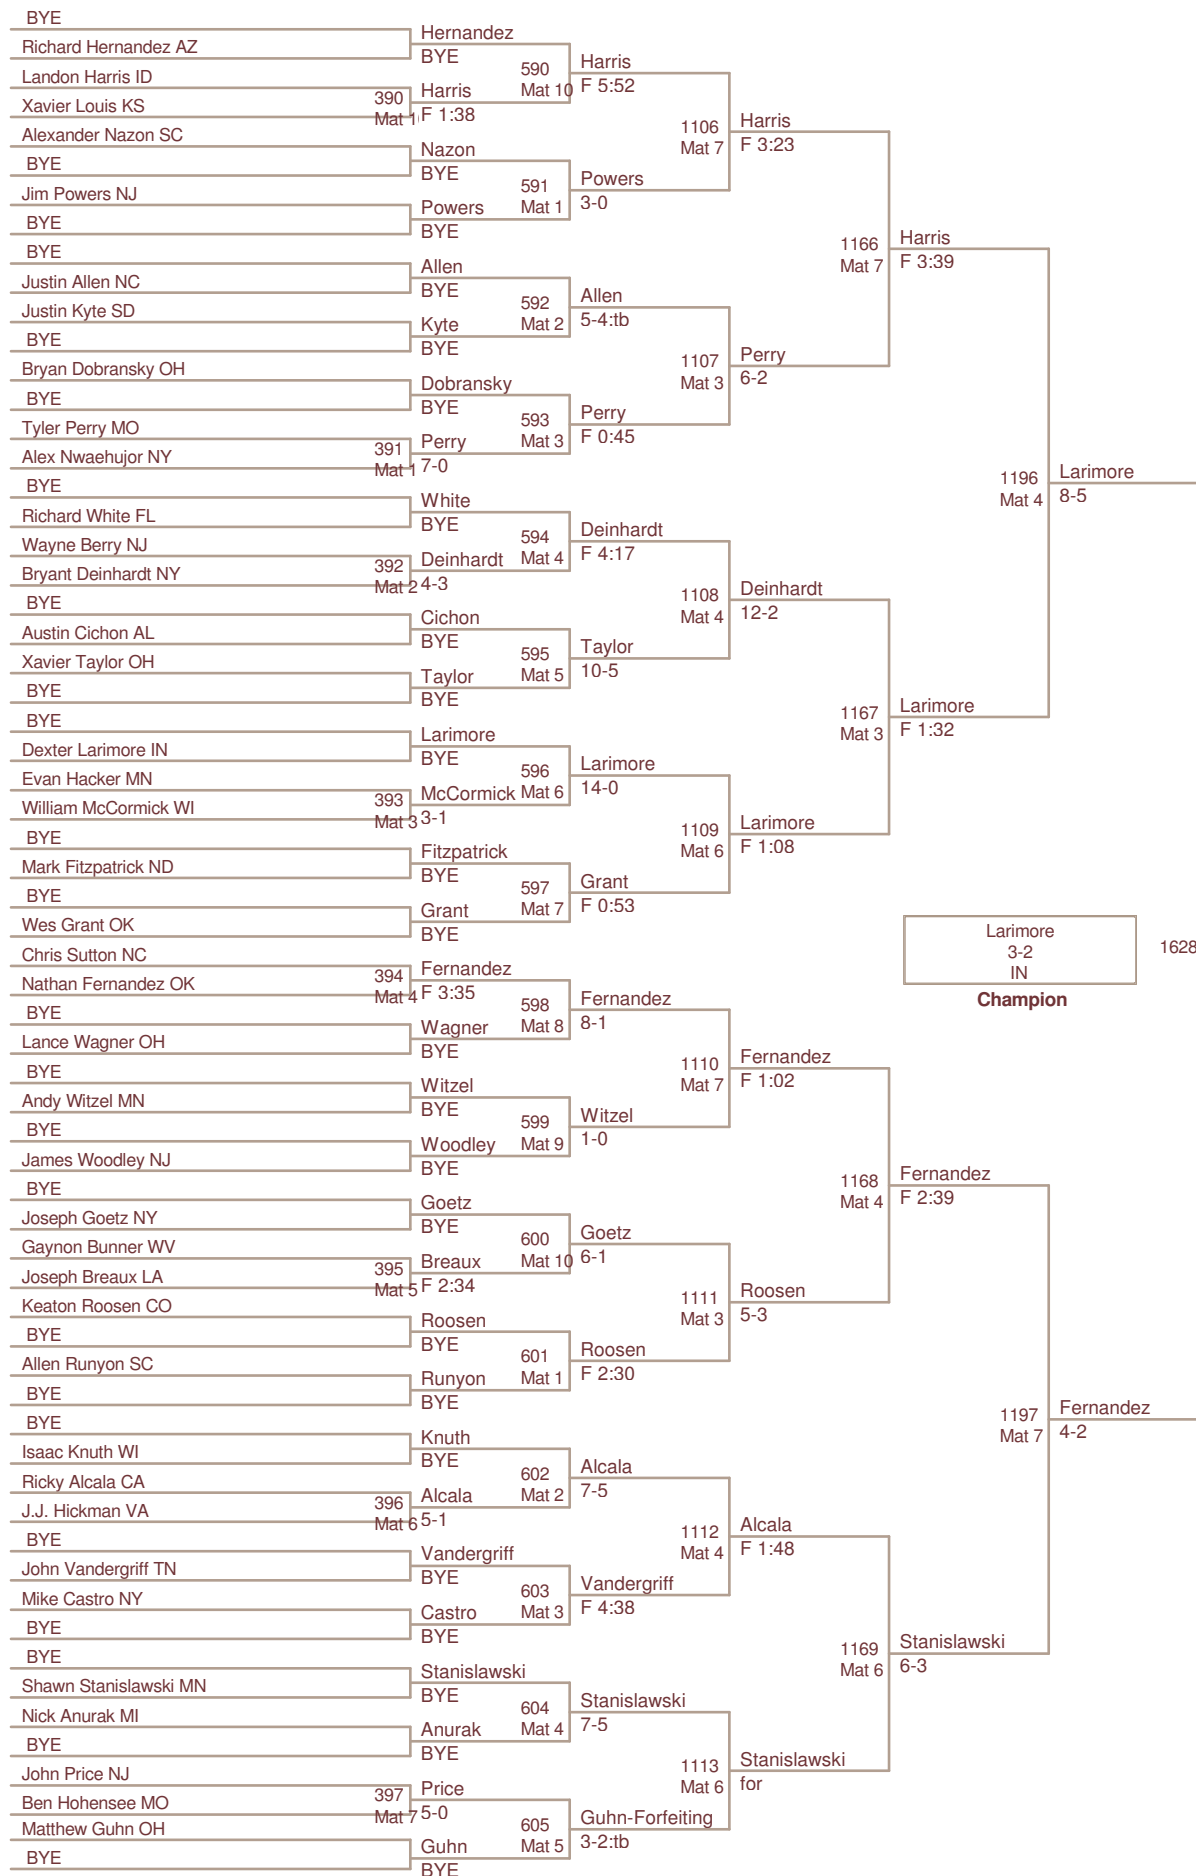 BYE
Richard Hernandez AZ
Landon Harris ID
Xavier Louis KS
Alexander Nazon SC
BYE
Jim Powers NJ
BYE
BYE
Justin Allen NC
Justin Kyte SD
BYE
Bryan Dobransky OH
BYE
Tyler Perry MO
Alex Nwaehujor NY
BYE
Richard White FL
Wayne Berry NJ
Bryant Deinhardt NY
BYE
Austin Cichon AL
Xavier Taylor OH
BYE
BYE
Dexter Larimore IN
Evan Hacker MN
William McCormick WI
BYE
Mark Fitzpatrick ND
BYE
Wes Grant OK
Chris Sutton NC
Nathan Fernandez OK
BYE
Lance Wagner OH
BYE
Andy Witzel MN
BYE
James Woodley NJ
BYE
Joseph Goetz NY
Gaynon Bunner WV
Joseph Breaux LA
Keaton Roosen CO
BYE
Allen Runyon SC
BYE
BYE
Isaac Knuth WI
Ricky Alcala CA
J.J. Hickman VA
BYE
John Vandergriff TN
Mike Castro NY
BYE
BYE
Shawn Stanislawski MN
Nick Anurak MI
BYE
John Price NJ
Ben Hohensee MO
Matthew Guhn OH
BYE
390
Mat 1
391
Mat 1
392
Mat 2
393
Mat 3
394
Mat 4
395
Mat 5
396
Mat 6
397
Mat 7
Hernandez
BYE
Harris
F 1:38
Nazon
BYE
Powers
BYE
Allen
BYE
Kyte
BYE
Dobransky
BYE
Perry
7-0
White
BYE
Deinhardt
4-3
Cichon
BYE
Taylor
BYE
Larimore
BYE
McCormick
3-1
Fitzpatrick
BYE
Grant
BYE
Fernandez
F 3:35
Wagner
BYE
Witzel
BYE
Woodley
BYE
Goetz
BYE
Breaux
F 2:34
Roosen
BYE
Runyon
BYE
Knuth
BYE
Alcala
5-1
Vandergriff
BYE
Castro
BYE
Stanislawski
BYE
Anurak
BYE
Price
5-0
Guhn
BYE
590
Mat 10
591
Mat 1
592
Mat 2
593
Mat 3
594
Mat 4
595
Mat 5
596
Mat 6
597
Mat 7
598
Mat 8
599
Mat 9
600
Mat 10
601
Mat 1
602
Mat 2
603
Mat 3
604
Mat 4
605
Mat 5
Harris
F 5:52
Powers
3-0
Allen
5-4:tb
Perry
F 0:45
Deinhardt
F 4:17
Taylor
10-5
Larimore
14-0
Grant
F 0:53
Fernandez
8-1
Witzel
1-0
Goetz
6-1
Roosen
F 2:30
Alcala
7-5
Vandergriff
F 4:38
Stanislawski
7-5
Guhn-Forfeiting
3-2:tb
1106
Mat 7
1107
Mat 3
1108
Mat 4
1109
Mat 6
1110
Mat 7
1111
Mat 3
1112
Mat 4
1113
Mat 6
Harris
F 3:23
Perry
6-2
Deinhardt
12-2
Larimore
F 1:08
Fernandez
F 1:02
Roosen
5-3
Alcala
F 1:48
Stanislawski
for
1166
Mat 7
1167
Mat 3
1168
Mat 4
1169
Mat 6
Harris
F 3:39
Larimore
F 1:32
Fernandez
F 2:39
Stanislawski
6-3
1196
Mat 4
1197
Mat 7
Larimore
8-5
Fernandez
4-2
Larimore
3-2
IN
Champion
1628